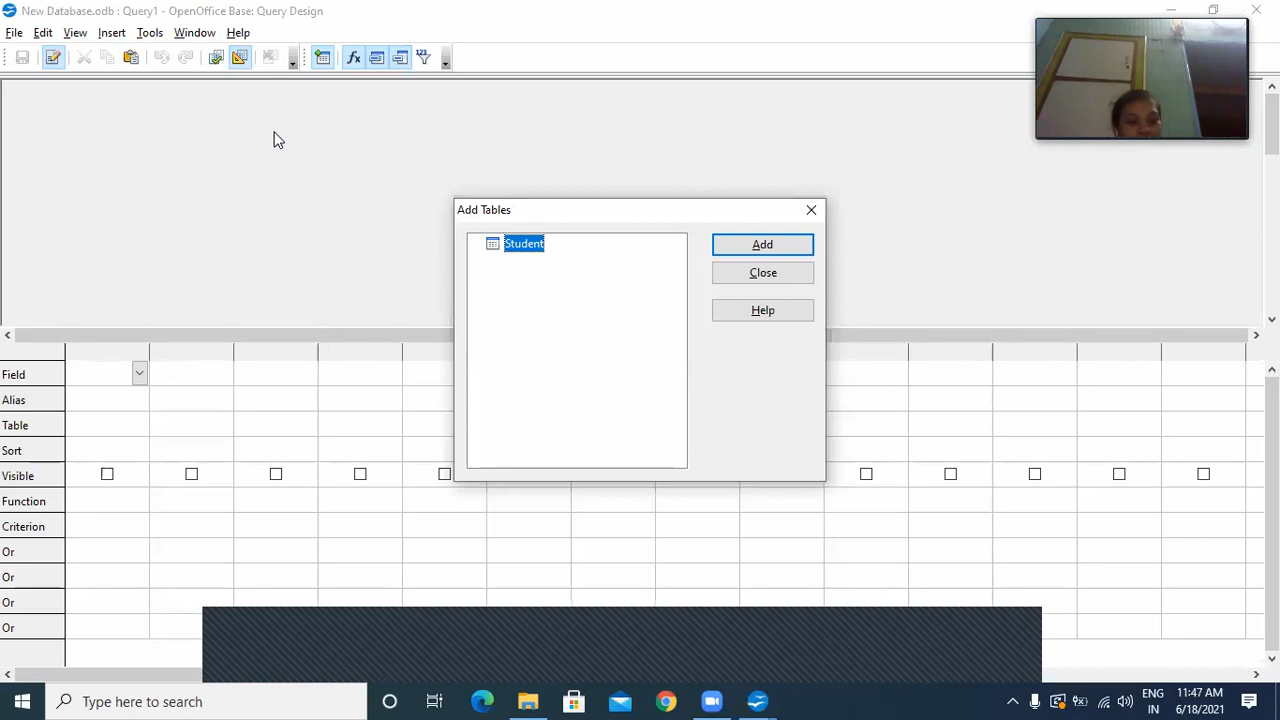 New Database.odb : Query1 - OpenOffice Base: Query Design
File Edit View Insert Tools Window Help
Add Tables
Student
Add
Close
Help
Field
Alias
Table
Sort
Visible
Function
Criterion
Or
Or
Or
Or
Type here to search
ENG
IN
11:47 AM
6/18/2021